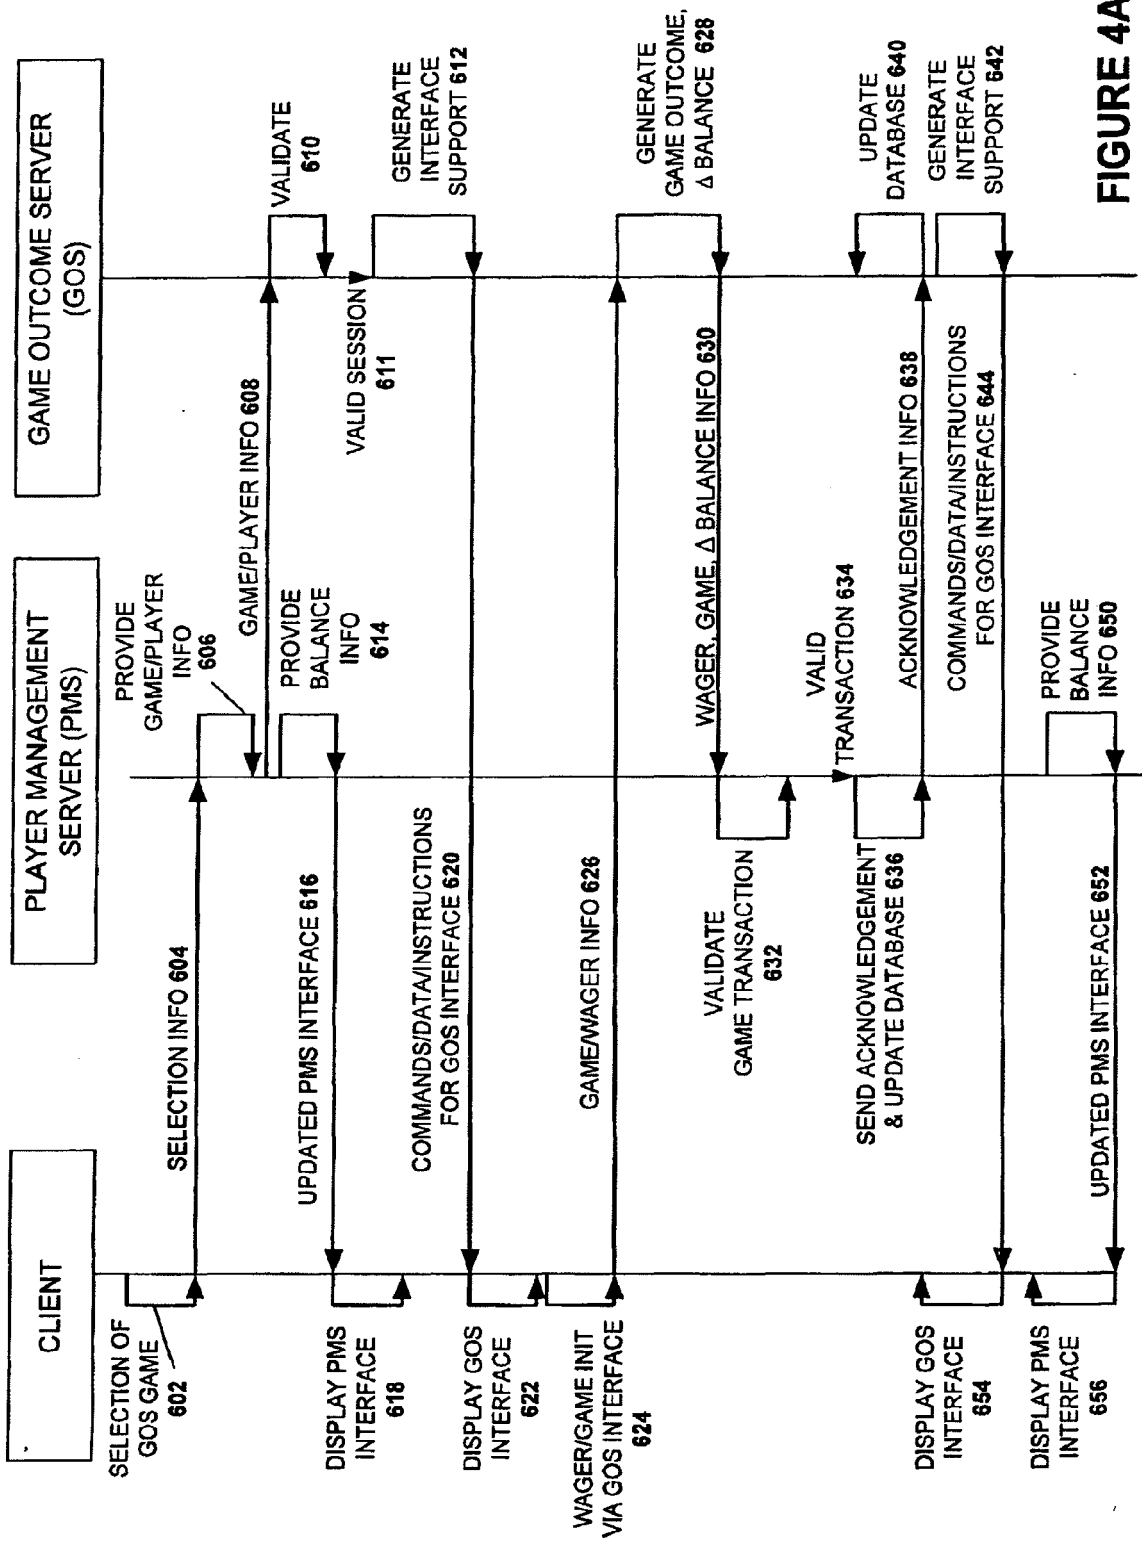 CLIENT
PLAYER MANAGEMENT
SERVER (PMS)
GAME OUTCOME SERVER
(GOS)
SELECTION OF
GOS GAME
602
SELECTION INFO 604
PROVIDE
GAME/PLAYER
INFO
606
GAME/PLAYER INFO 608
VALIDATE
610
VALID SESSION
611
GENERATE
INTERFACE
SUPPORT 612
PROVIDE
BALANCE
INFO
614
UPDATED PMS INTERFACE 616
DISPLAY PMS
INTERFACE
618
COMMANDS/DATA/INSTRUCTIONS
FOR GOS INTERFACE 620
DISPLAY GOS
INTERFACE
622
WAGER/GAME INIT
VIA GOS INTERFACE
624
GAME/WAGER INFO 626
GENERATE
GAME OUTCOME,
Δ BALANCE 628
WAGER, GAME, Δ BALANCE INFO 630
VALIDATE
GAME TRANSACTION
632
VALID
TRANSACTION 634
SEND ACKNOWLEDGEMENT
& UPDATE DATABASE 636
ACKNOWLEDGEMENT INFO 638
UPDATE
DATABASE 640
GENERATE
INTERFACE
SUPPORT 642
COMMANDS/DATA/INSTRUCTIONS
FOR GOS INTERFACE 644
PROVIDE
BALANCE
INFO 650
UPDATED PMS INTERFACE 652
DISPLAY GOS
INTERFACE
654
DISPLAY PMS
INTERFACE
656
FIGURE 4A